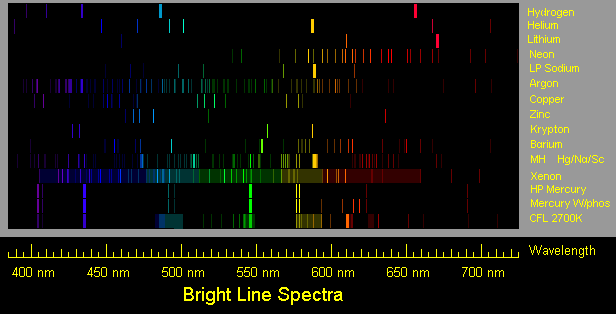 Hydrogen
Helium
Lithium
Neon
LP Sodium
Argon
Copper
Zinc
Krypton
Barium
MH Hg/Na/Sc
Xenon
HP Mercury
Mercury W/phos
CFL 2700K
Wavelength
400 nm 450 nm 500 nm 550 nm 600 nm 650 nm 700 nm
Bright Line Spectra